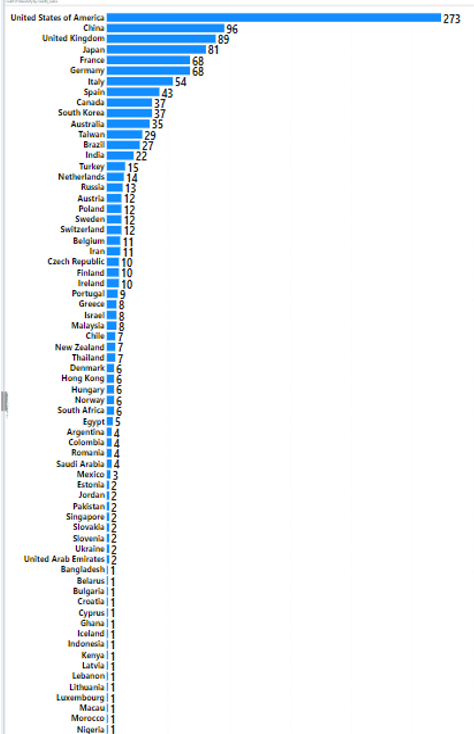 United States of America 273
China 96
United Kingdom 89
Japan 81
France 68
Germany 68
Italy 54
Spain 43
Canada 37
South Korea 37
Australia 35
Taiwan 29
Brazil 27
India 22
Turkey 15
Netherlands 14
Russia 13
Austria 12
Poland 12
Sweden 12
Switzerland 12
Belgium 11
Iran 11
Czech Republic 10
Finland 10
Ireland 10
Portugal 9
Greece 8
Israel 8
Malaysia 8
Chile 7
New Zealand 7
Thailand 7
Denmark 6
Hong Kong 6
Hungary 6
Norway 6
South Africa 6
Egypt 5
Argentina 4
Colombia 4
Romania 4
Saudi Arabia 4
Mexico 3
Estonia 2
Jordan 2
Pakistan 2
Singapore 2
Slovakia 2
Slovenia 2
Ukraine 2
United Arab Emirates 2
Bangladesh 1
Belarus 1
Bulgaria 1
Croatia 1
Cyprus 1
Ghana 1
Iceland 1
Indonesia 1
Kenya 1
Latvia 1
Lebanon 1
Lithuania 1
Luxembourg 1
Macau 1
Morocco 1
Nigeria 1